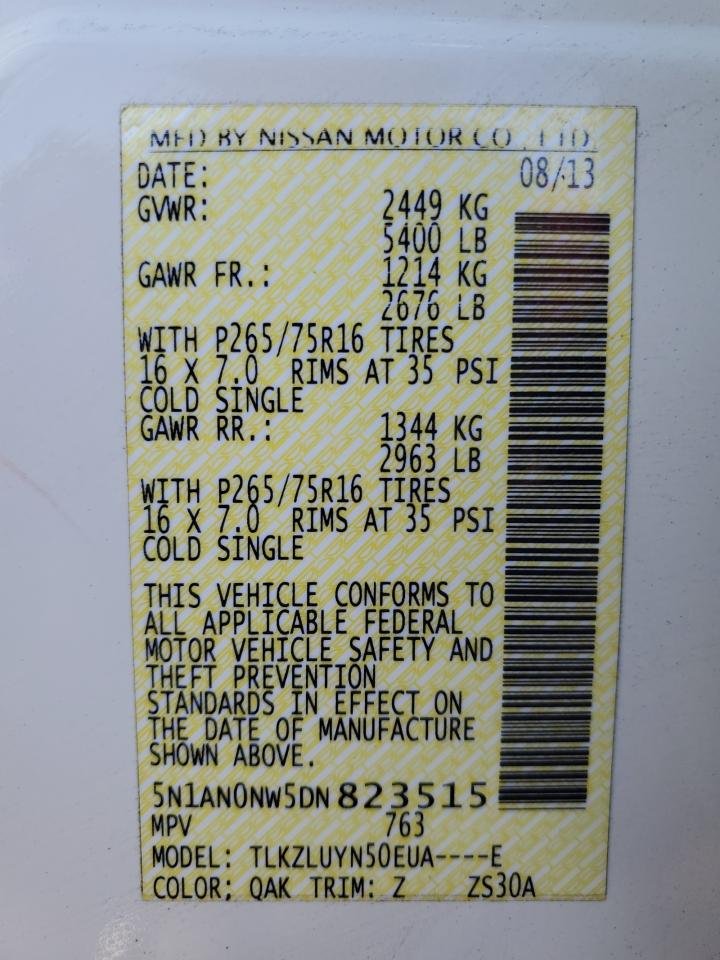 MFD BY NISSAN MOTOR CO., LTD.
DATE: 08/13
GVWR: 2449 KG
5400 LB
GAWR FR.: 1214 KG
2676 LB
WITH P265/75R16 TIRES
16 X 7.0 RIMS AT 35 PSI
COLD SINGLE
GAWR RR.: 1344 KG
2963 LB
WITH P265/75R16 TIRES
16 X 7.0 RIMS AT 35 PSI
COLD SINGLE
THIS VEHICLE CONFORMS TO
ALL APPLICABLE FEDERAL
MOTOR VEHICLE SAFETY AND
THEFT PREVENTION
STANDARDS IN EFFECT ON
THE DATE OF MANUFACTURE
SHOWN ABOVE.
5N1AN0NW5DN823515
MPV 763
MODEL: TLKZLUYN50EUA----E
COLOR; QAK TRIM: Z ZS30A